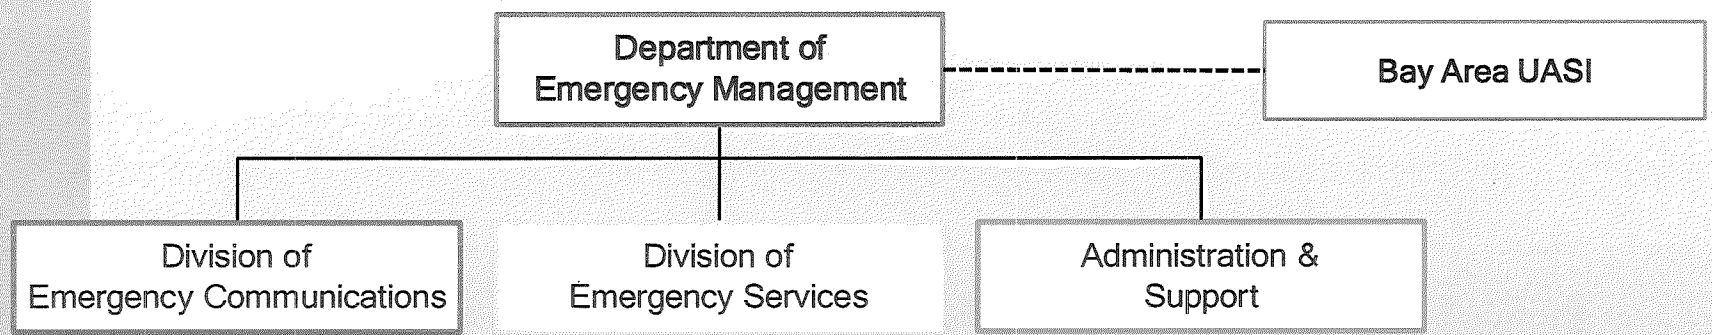 Department of
Emergency Management
Bay Area UASI
Division of
Emergency Communications
Division of
Emergency Services
Administration &
Support